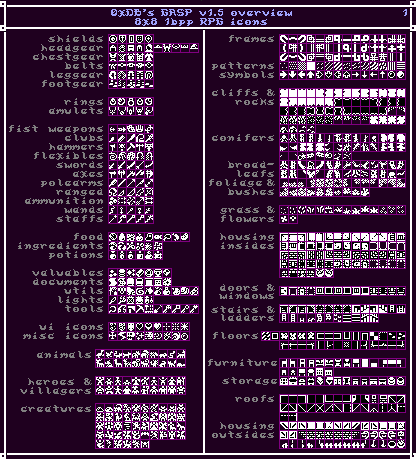 0xDB's GRSP v1.5 overview 1
8x8 1bpp RPG icons
shields
headgear
chestgear
belts
leggear
footgear
rings
amulets
fist weapons
clubs
hammers
flexibles
swords
axes
polearms
ranged
ammunition
wands
staffs
food
ingredients
potions
valuables
documents
utils
lights
tools
ui icons
misc icons
animals
heroes &
villagers
creatures
frames
patterns
symbols
cliffs &
rocks
conifers
broad-
leafs
foliage &
bushes
grass &
flowers
housing
insides
doors &
windows
stairs &
ladders
floors
furniture
storage
roofs
housing
outsides